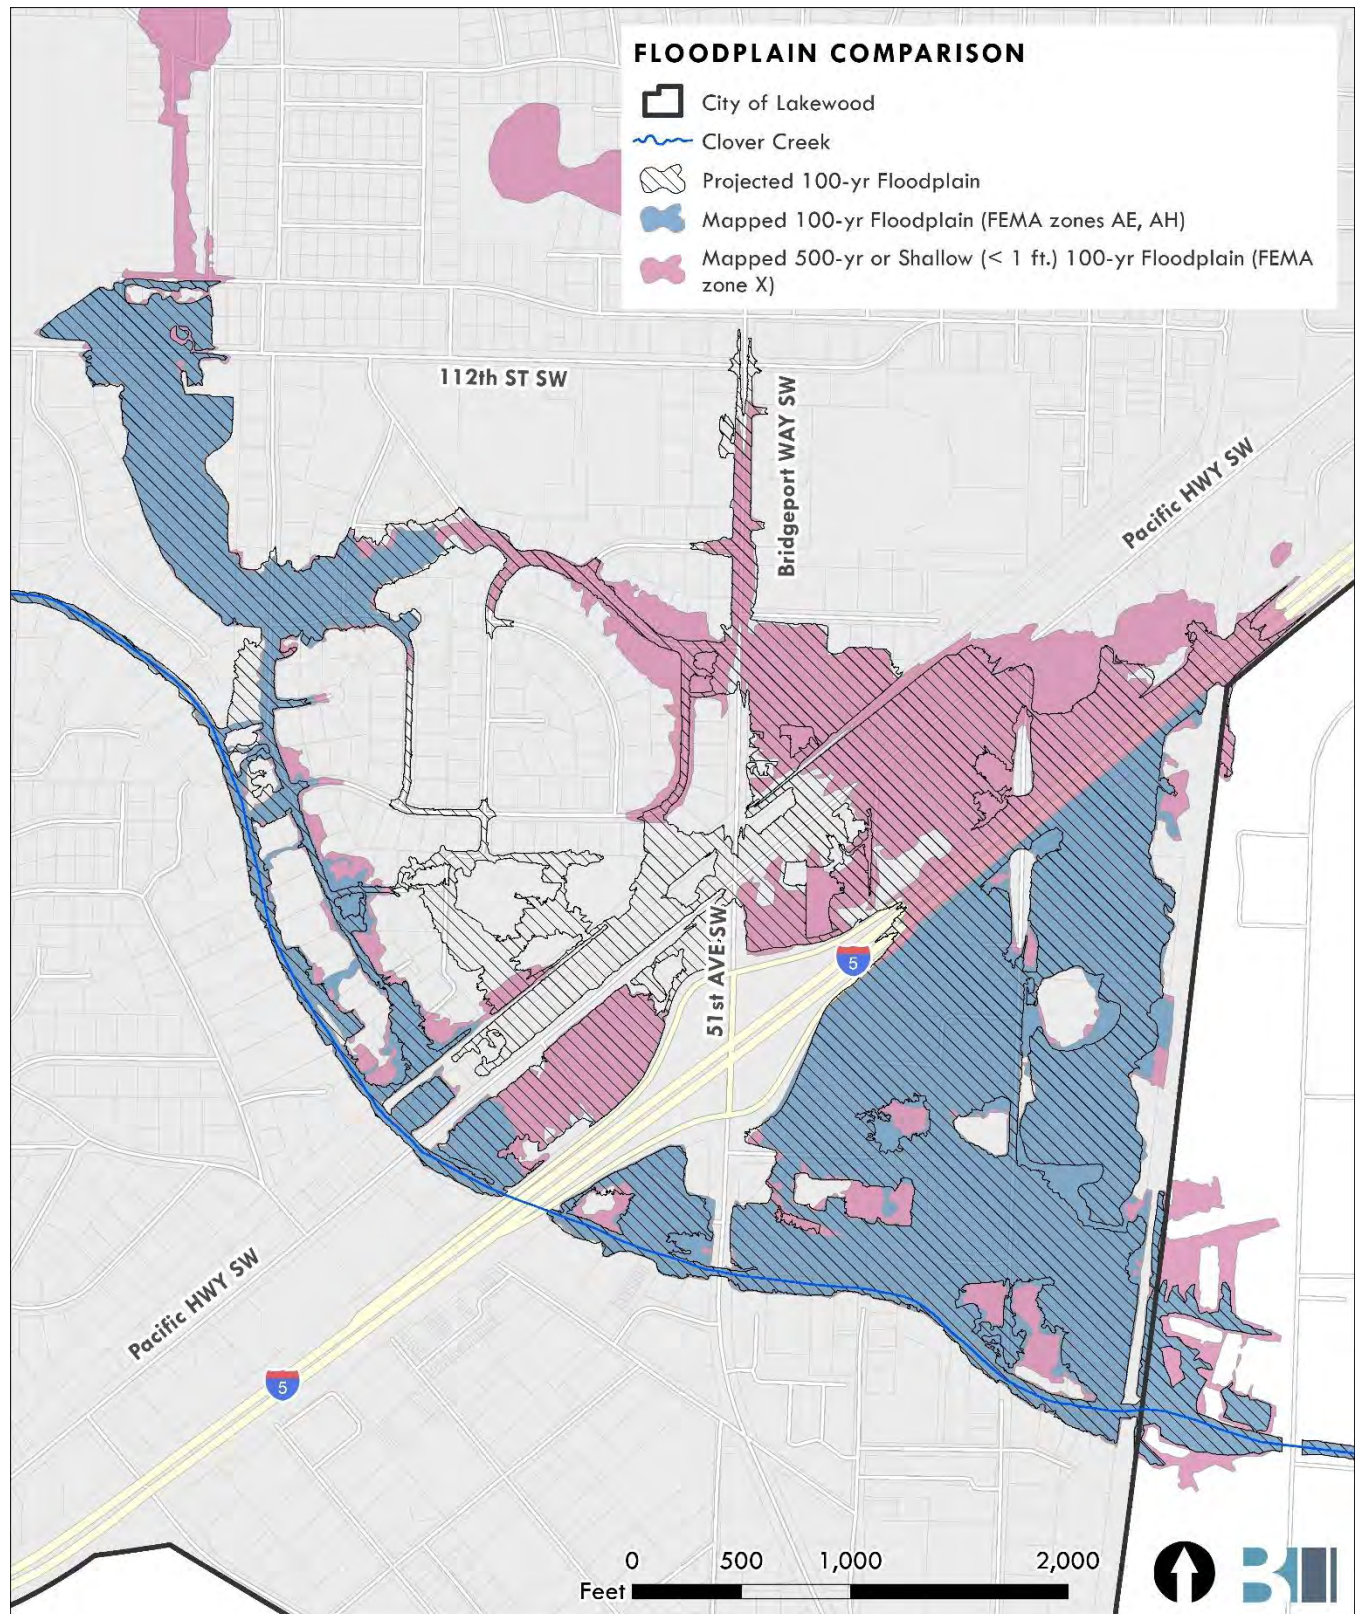 FLOODPLAIN COMPARISON
City of Lakewood
Clover Creek
Projected 100-yr Floodplain
Mapped 100-yr Floodplain (FEMA zones AE, AH)
Mapped 500-yr or Shallow (< 1 ft.) 100-yr Floodplain (FEMA
zone X)
112th ST SW
Bridgeport WAY SW
Pacific HWY SW
51st AVE SW
5
Pacific HWY SW
5
0 500 1,000 2,000
Feet